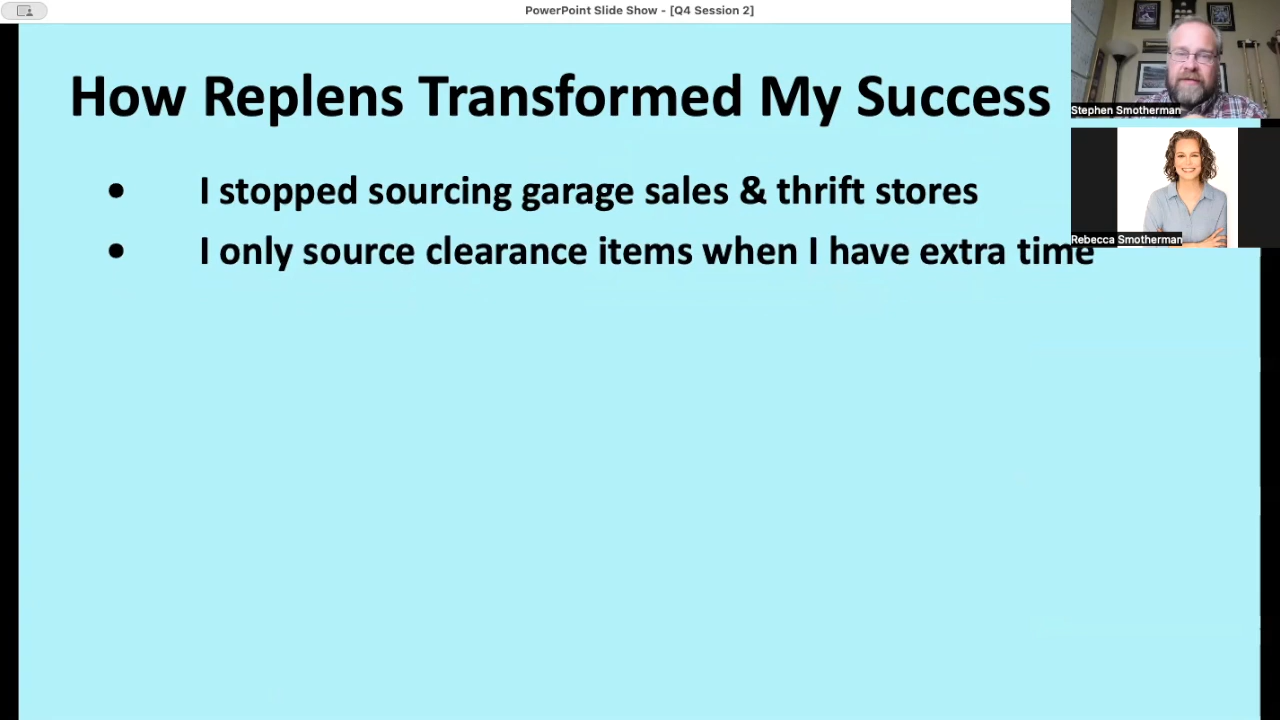 PowerPoint Slide Show - [Q4 Session 2]
How Replens Transformed My Success
Stephen Smotherman
• I stopped sourcing garage sales & thrift stores
Rebecca Smotherman
• I only source clearance items when I have extra time